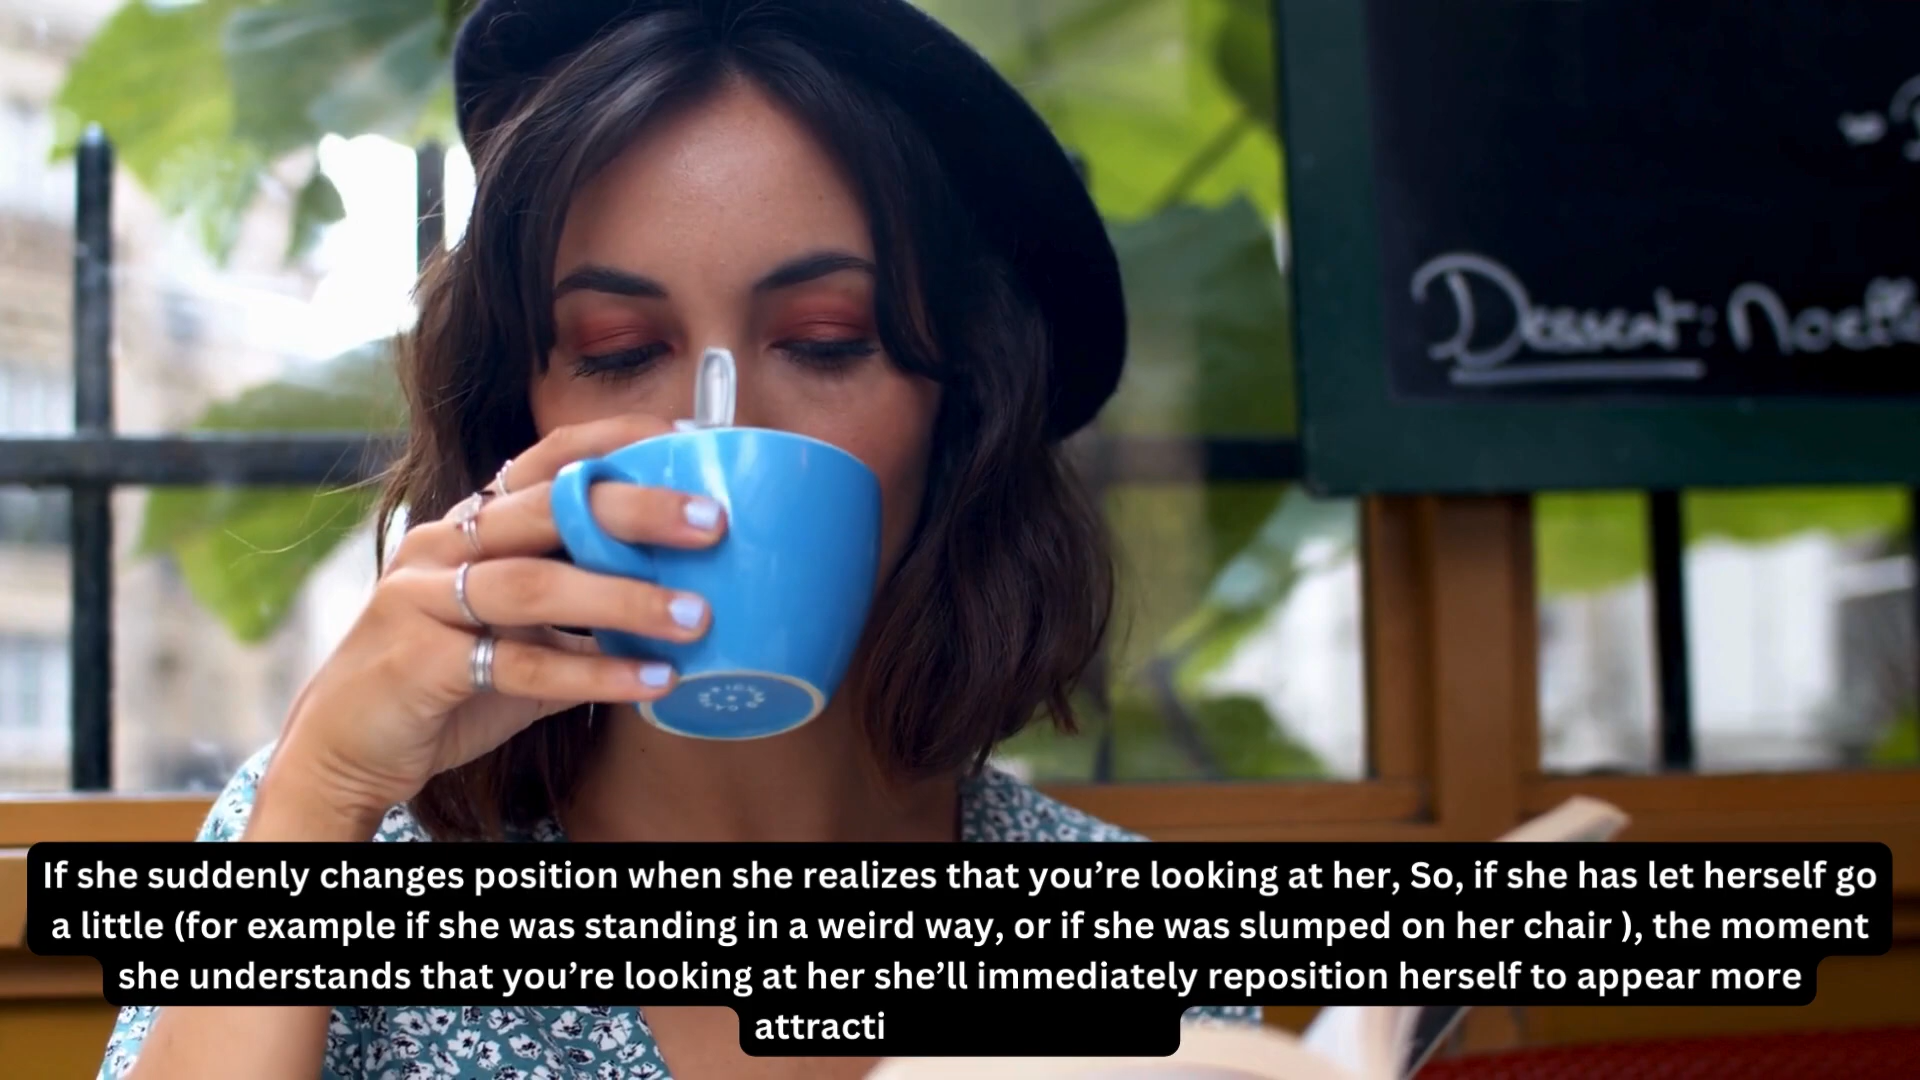 Dessert:
If she suddenly changes position when she realizes that you’re looking at her, So, if she has let herself go
a little (for example if she was standing in a weird way, or if she was slumped on her chair ), the moment
she understands that you’re looking at her she’ll immediately reposition herself to appear more
attracti